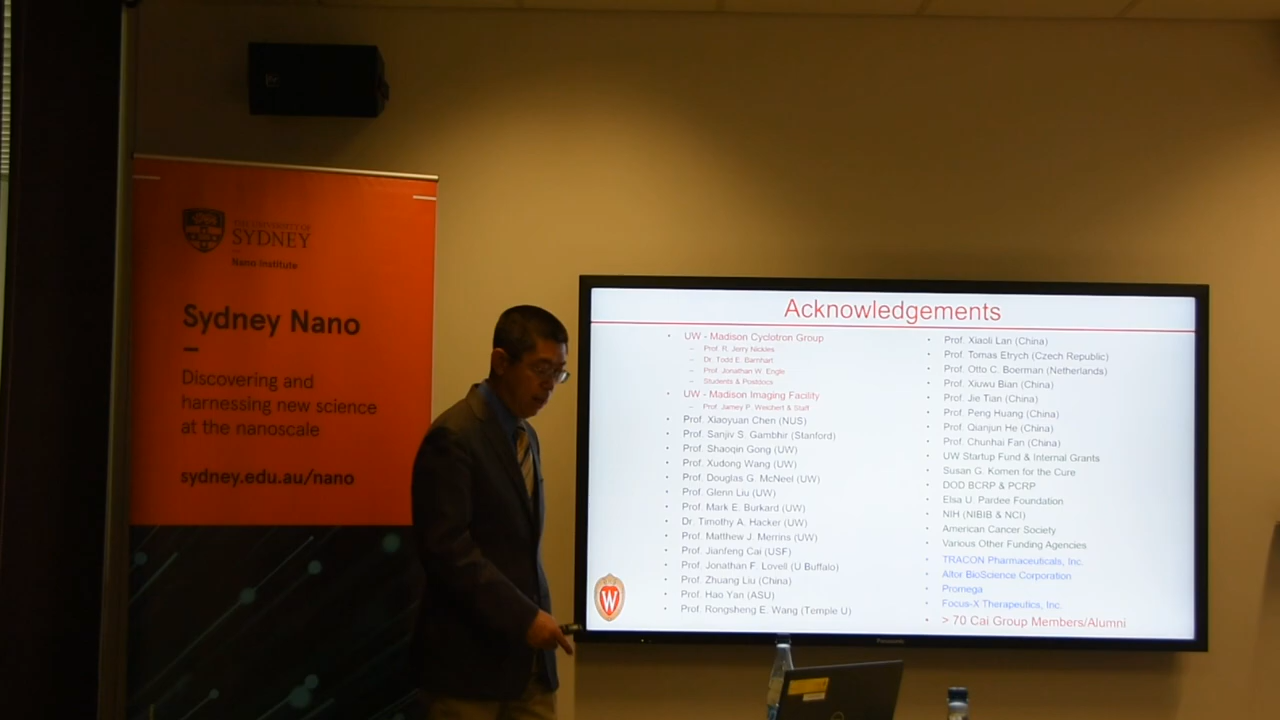 THE UNIVERSITY OF
SYDNEY
Nano Institute
Sydney Nano
Discovering and
harnessing new science
at the nanoscale
sydney.edu.au/nano
Acknowledgements
• UW - Madison Cyclotron Group
– Prof. R. Jerry Nickles
– Dr. Todd E. Barnhart
– Prof. Jonathan W. Engle
– Students & Postdocs
• UW - Madison Imaging Facility
– Prof. Jamey P. Weichert & Staff
• Prof. Xiaoyuan Chen (NUS)
• Prof. Sanjiv S. Gambhir (Stanford)
• Prof. Shaoqin Gong (UW)
• Prof. Xudong Wang (UW)
• Prof. Douglas G. McNeel (UW)
• Prof. Glenn Liu (UW)
• Prof. Mark E. Burkard (UW)
• Dr. Timothy A. Hacker (UW)
• Prof. Matthew J. Merrins (UW)
• Prof. Jianfeng Cai (USF)
• Prof. Jonathan F. Lovell (U Buffalo)
• Prof. Zhuang Liu (China)
• Prof. Hao Yan (ASU)
• Prof. Rongsheng E. Wang (Temple U)
• Prof. Xiaoli Lan (China)
• Prof. Tomas Etrych (Czech Republic)
• Prof. Otto C. Boerman (Netherlands)
• Prof. Xiuwu Bian (China)
• Prof. Jie Tian (China)
• Prof. Peng Huang (China)
• Prof. Qianjun He (China)
• Prof. Chunhai Fan (China)
• UW Startup Fund & Internal Grants
• Susan G. Komen for the Cure
• DOD BCRP & PCRP
• Elsa U. Pardee Foundation
• NIH (NIBIB & NCI)
• American Cancer Society
• Various Other Funding Agencies
• TRACON Pharmaceuticals, Inc.
• Altor BioScience Corporation
• Promega
• Focus-X Therapeutics, Inc.
• > 70 Cai Group Members/Alumni
W
Panasonic